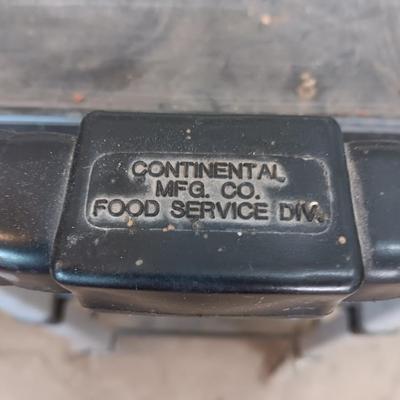 CONTINENTAL
MFG. CO.
FOOD SERVICE DIV.